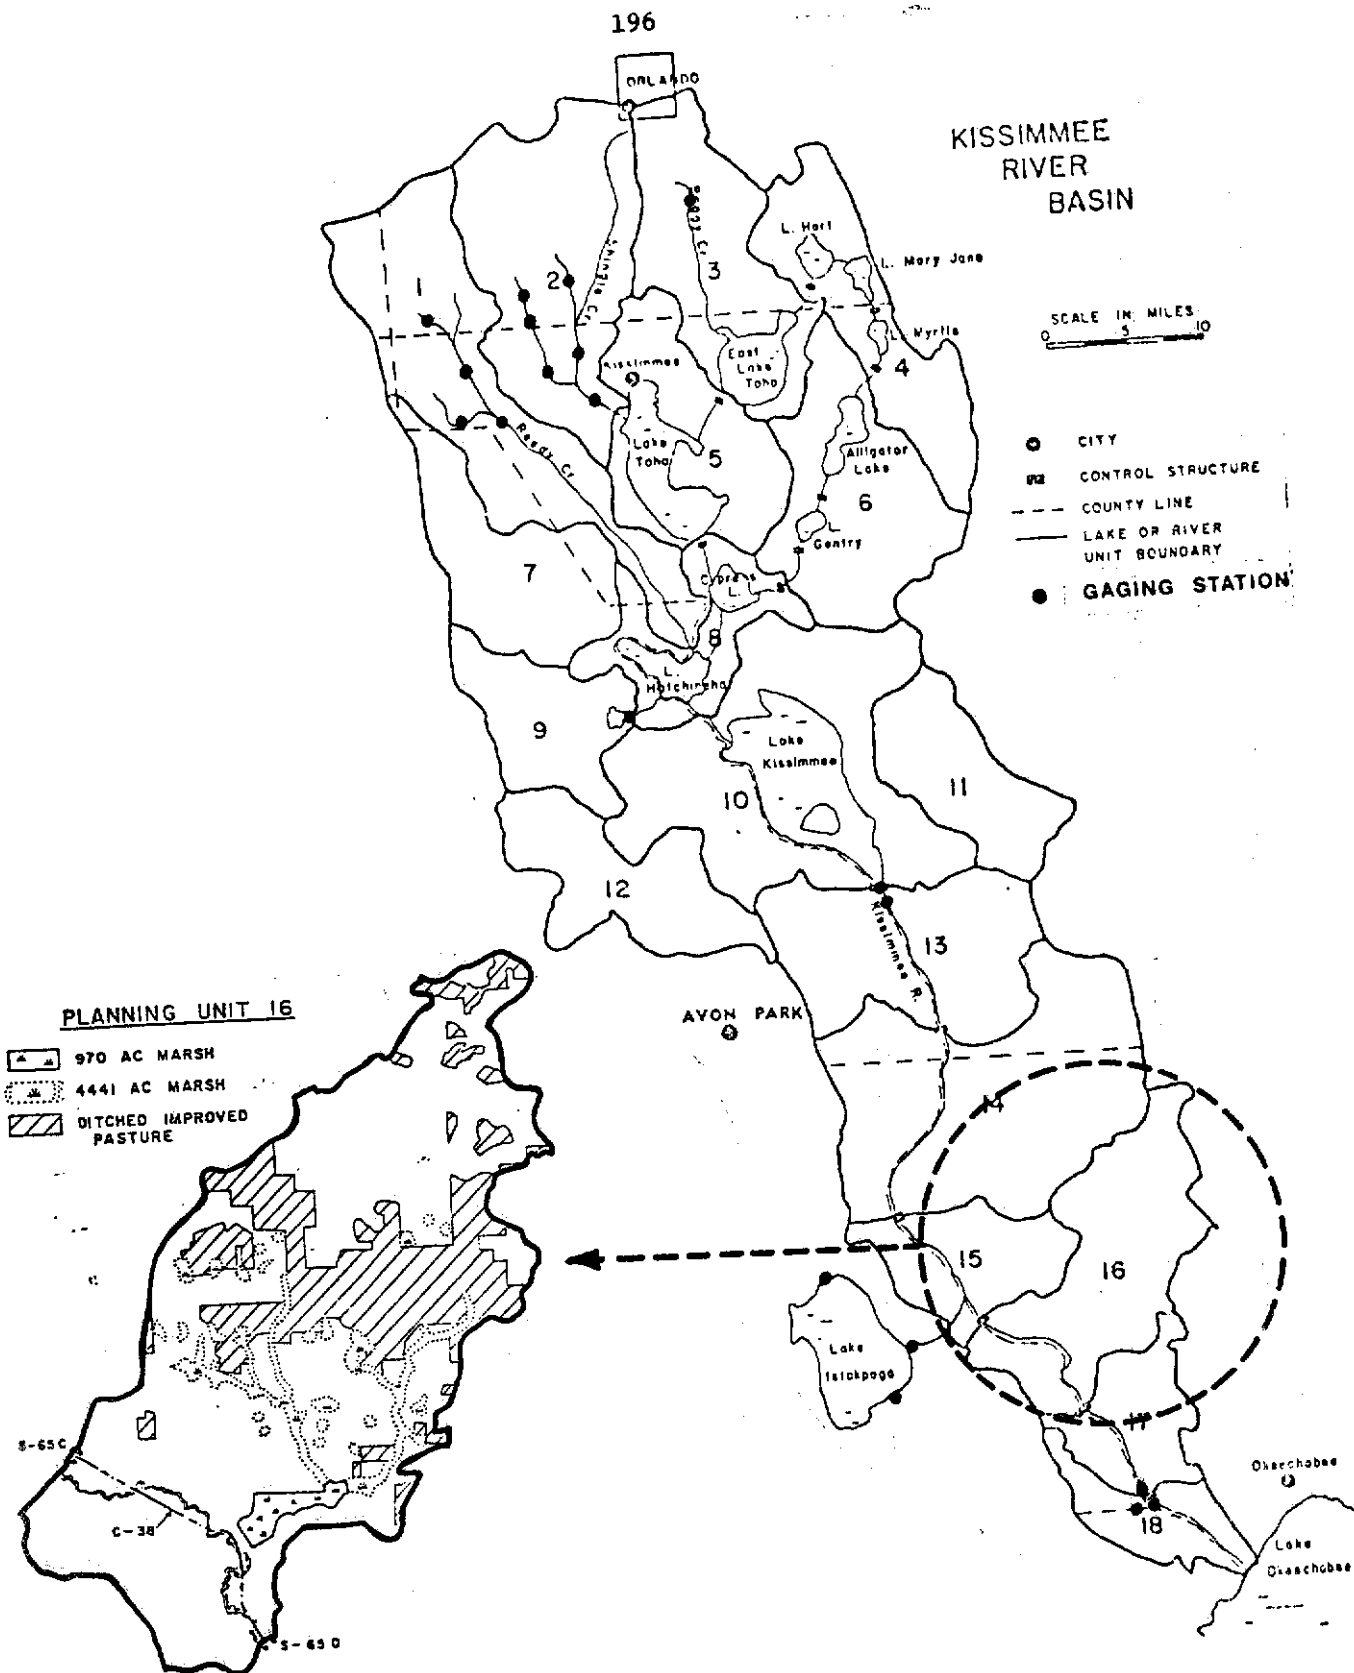 196
ORLANDO
KISSIMMEE
RIVER
BASIN
L. Hart
L. Mary Jane
Boggy Cr.
Shingle Cr.
1
2
3
SCALE IN MILES
0 5 10
L. Myrtle
4
Kissimmee
East
Lake
Toho
Reedy Cr.
Lake
Toho
5
Alligator
Lake
6
L.
Gentry
CITY
CONTROL STRUCTURE
COUNTY LINE
LAKE OR RIVER
UNIT BOUNDARY
GAGING STATION
7
Cypress
L.
8
L.
Hatchineha
9
Lake
Kissimmee
10
11
12
Kissimmee R.
13
AVON PARK
14
15
16
Lake
Istokpoga
17
18
Okeechobee
Lake
Okeechobee
PLANNING UNIT 16
970 AC MARSH
4441 AC MARSH
DITCHED IMPROVED
PASTURE
S-65C
C-38
S-65D